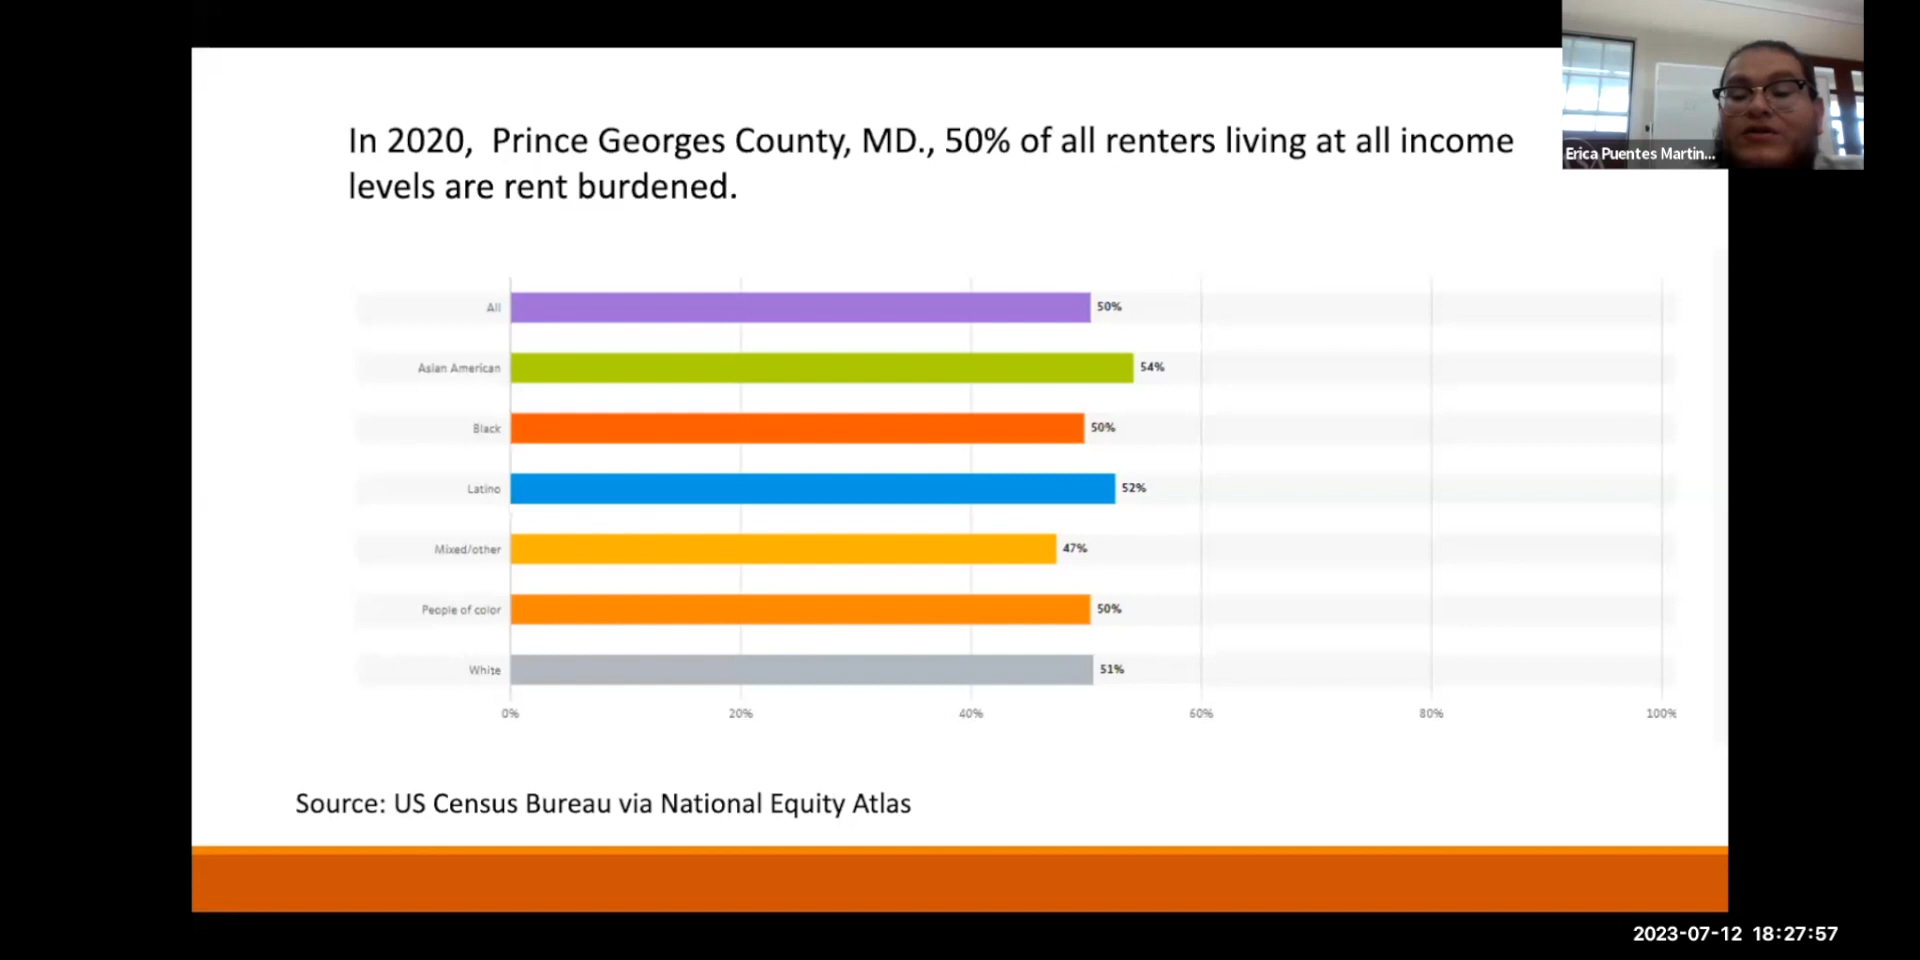 In 2020, Prince Georges County, MD., 50% of all renters living at all income
levels are rent burdened.
Erica Puentes Martin...
All 50%
Asian American 54%
Black 50%
Latino 52%
Mixed/other 47%
People of color 50%
White 51%
0% 20% 40% 60% 80% 100%
Source: US Census Bureau via National Equity Atlas
2023-07-12 18:27:57